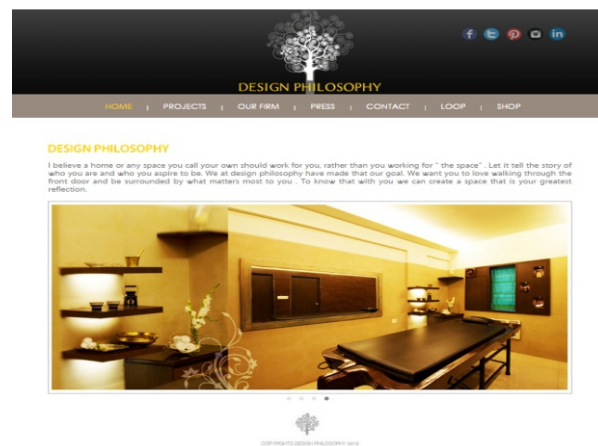 DESIGN PHILOSOPHY
HOME | PROJECTS | OUR FIRM | PRESS | CONTACT | LOOP | SHOP
DESIGN PHILOSOPHY
I believe a home or any space you call your own should work for you, rather than you working for " the space" . Let it tell the story of
who you are and who you aspire to be. We at design philosophy have made that our goal. We want you to love walking through the
front door and be surrounded by what matters most to you . To know that with you we can create a space that is your greatest
reflection.
COPYRIGHTS DESIGN PHILOSOPHY